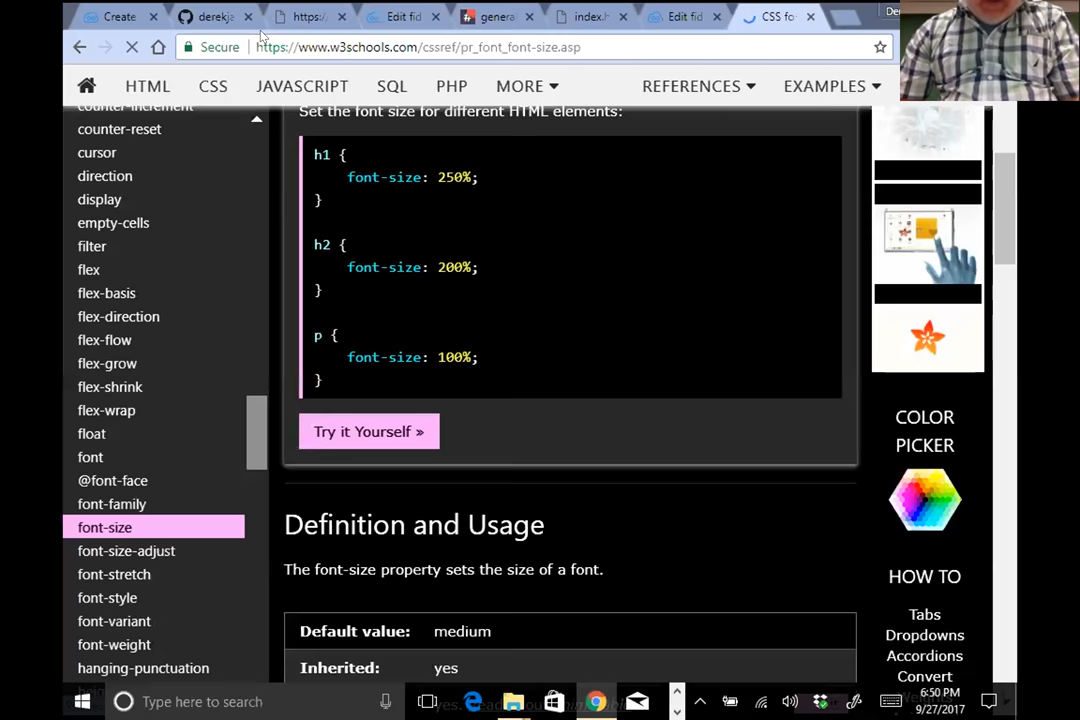 Create
derekja
https:
Edit fid
genera
index.h
Edit fid
CSS fo
De
Secure
https://www.w3schools.com/cssref/pr_font_font-size.asp
HTML
CSS
JAVASCRIPT
SQL
PHP
MORE
REFERENCES
EXAMPLES
counter-increment
counter-reset
cursor
direction
display
empty-cells
filter
flex
flex-basis
flex-direction
flex-flow
flex-grow
flex-shrink
flex-wrap
float
font
@font-face
font-family
font-size
font-size-adjust
font-stretch
font-style
font-variant
font-weight
hanging-punctuation
Set the font size for different HTML elements:
h1 {
font-size: 250%;
}
h2 {
font-size: 200%;
}
p {
font-size: 100%;
}
Try it Yourself »
Definition and Usage
The font-size property sets the size of a font.
Default value: medium
Inherited: yes
COLOR
PICKER
HOW TO
Tabs
Dropdowns
Accordions
Convert
Type here to search
6:50 PM
9/27/2017